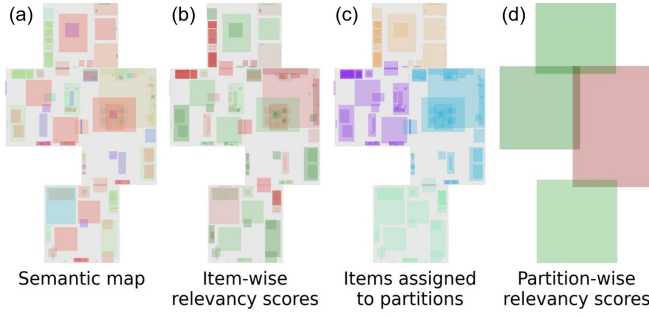 (a) (b) (c) (d)
Semantic map
Item-wise
relevancy scores
Items assigned
to partitions
Partition-wise
relevancy scores